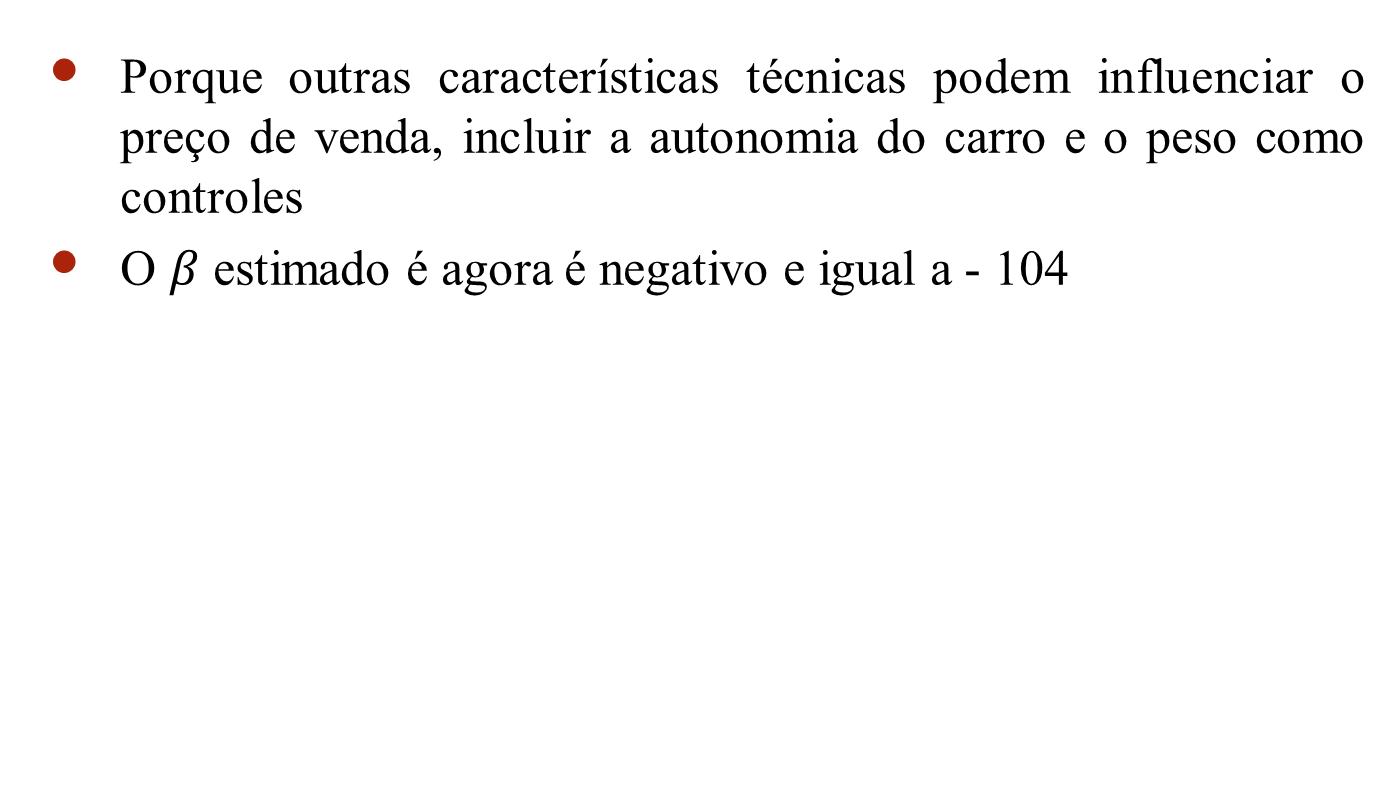 • Porque outras características técnicas podem influenciar o
preço de venda, incluir a autonomia do carro e o peso como
controles
• O β estimado é agora é negativo e igual a - 104